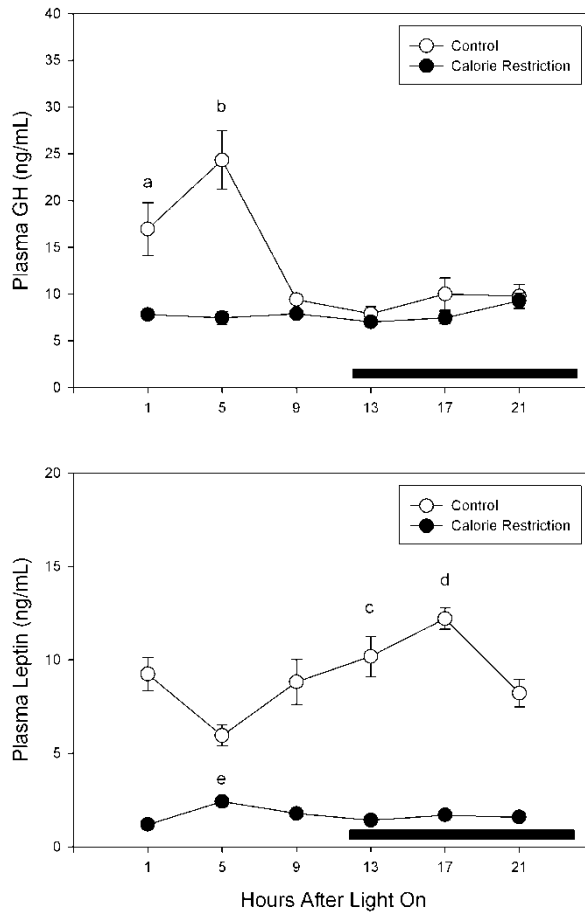 40
35
30
25
20
15
10
5
0
Plasma GH (ng/mL)
Control
Calorie Restriction
a
b
1 5 9 13 17 21
20
15
10
5
0
Plasma Leptin (ng/mL)
Control
Calorie Restriction
c
d
e
1 5 9 13 17 21
Hours After Light On